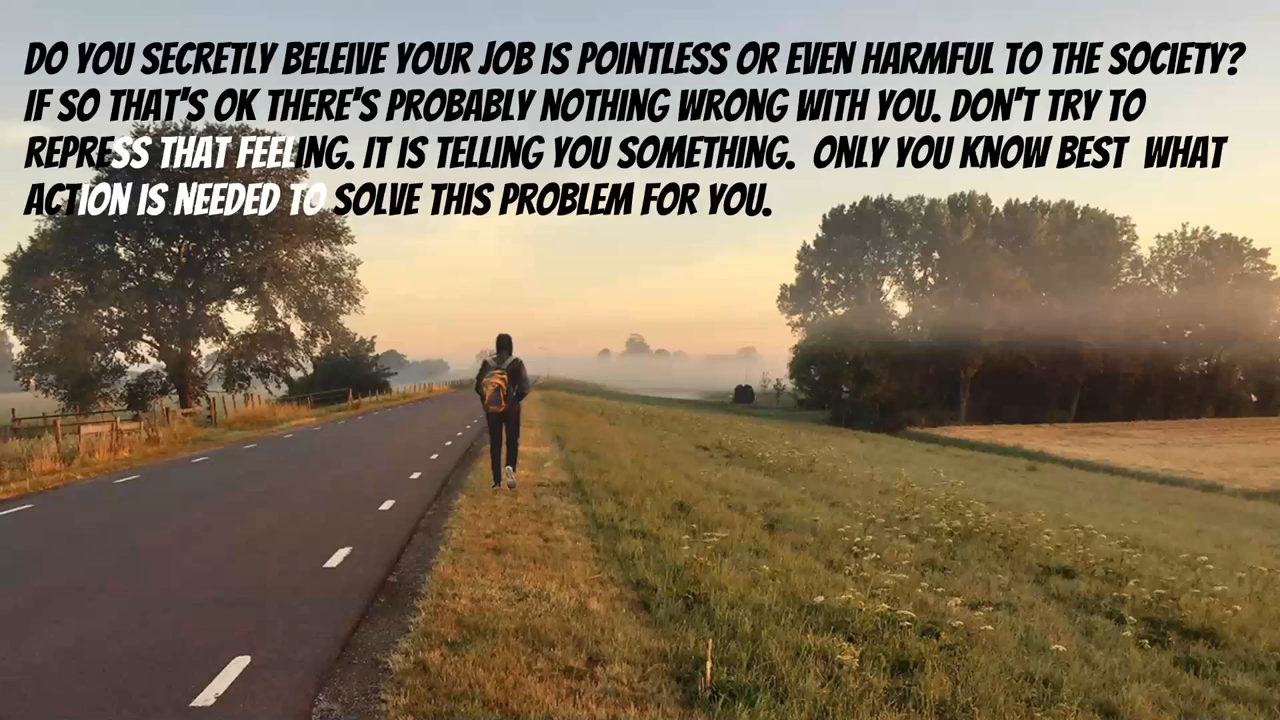 DO YOU SECRETLY BELEIVE YOUR JOB IS POINTLESS OR EVEN HARMFUL TO THE SOCIETY?
IF SO THAT'S OK THERE'S PROBABLY NOTHING WRONG WITH YOU. DON'T TRY TO
REPRESS THAT FEELING. IT IS TELLING YOU SOMETHING. ONLY YOU KNOW BEST WHAT
ACTION IS NEEDED TO SOLVE THIS PROBLEM FOR YOU.